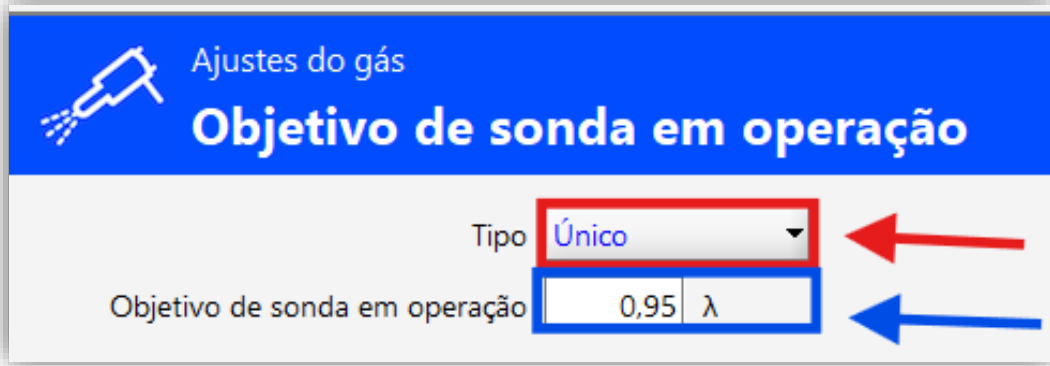 Ajustes do gás
Objetivo de sonda em operação
Tipo Único
Objetivo de sonda em operação 0,95 λ